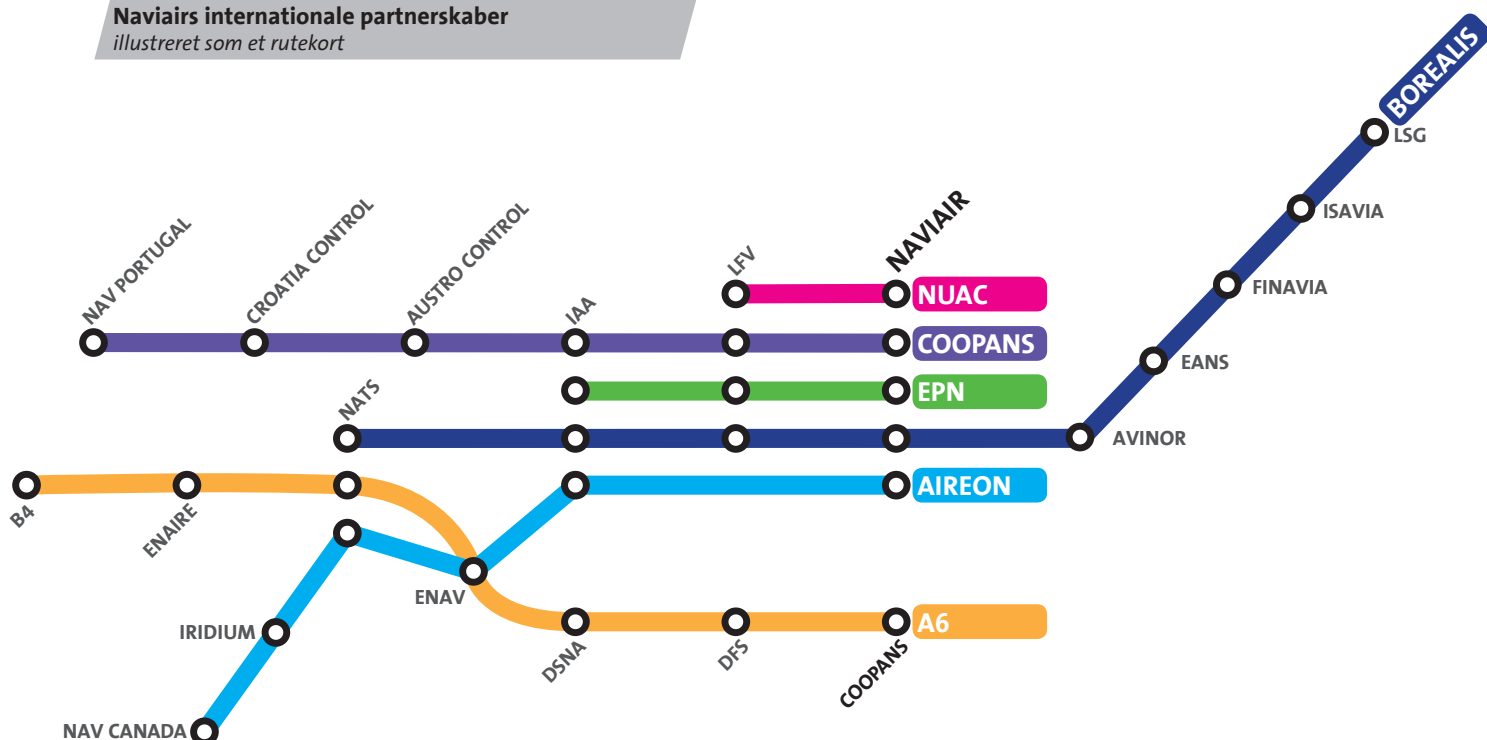 Naviairs internationale partnerskaber
illustreret som et rutekort
BOREALIS
LSG
ISAVIA
FINAVIA
EANS
AVINOR
NAV PORTUGAL
CROATIA CONTROL
AUSTRO CONTROL
IAA
LFV
NAVIAIR
NUAC
COOPANS
EPN
NATS
AIREON
B4
ENAIRE
ENAV
A6
DSNA
DFS
COOPANS
IRIDIUM
NAV CANADA